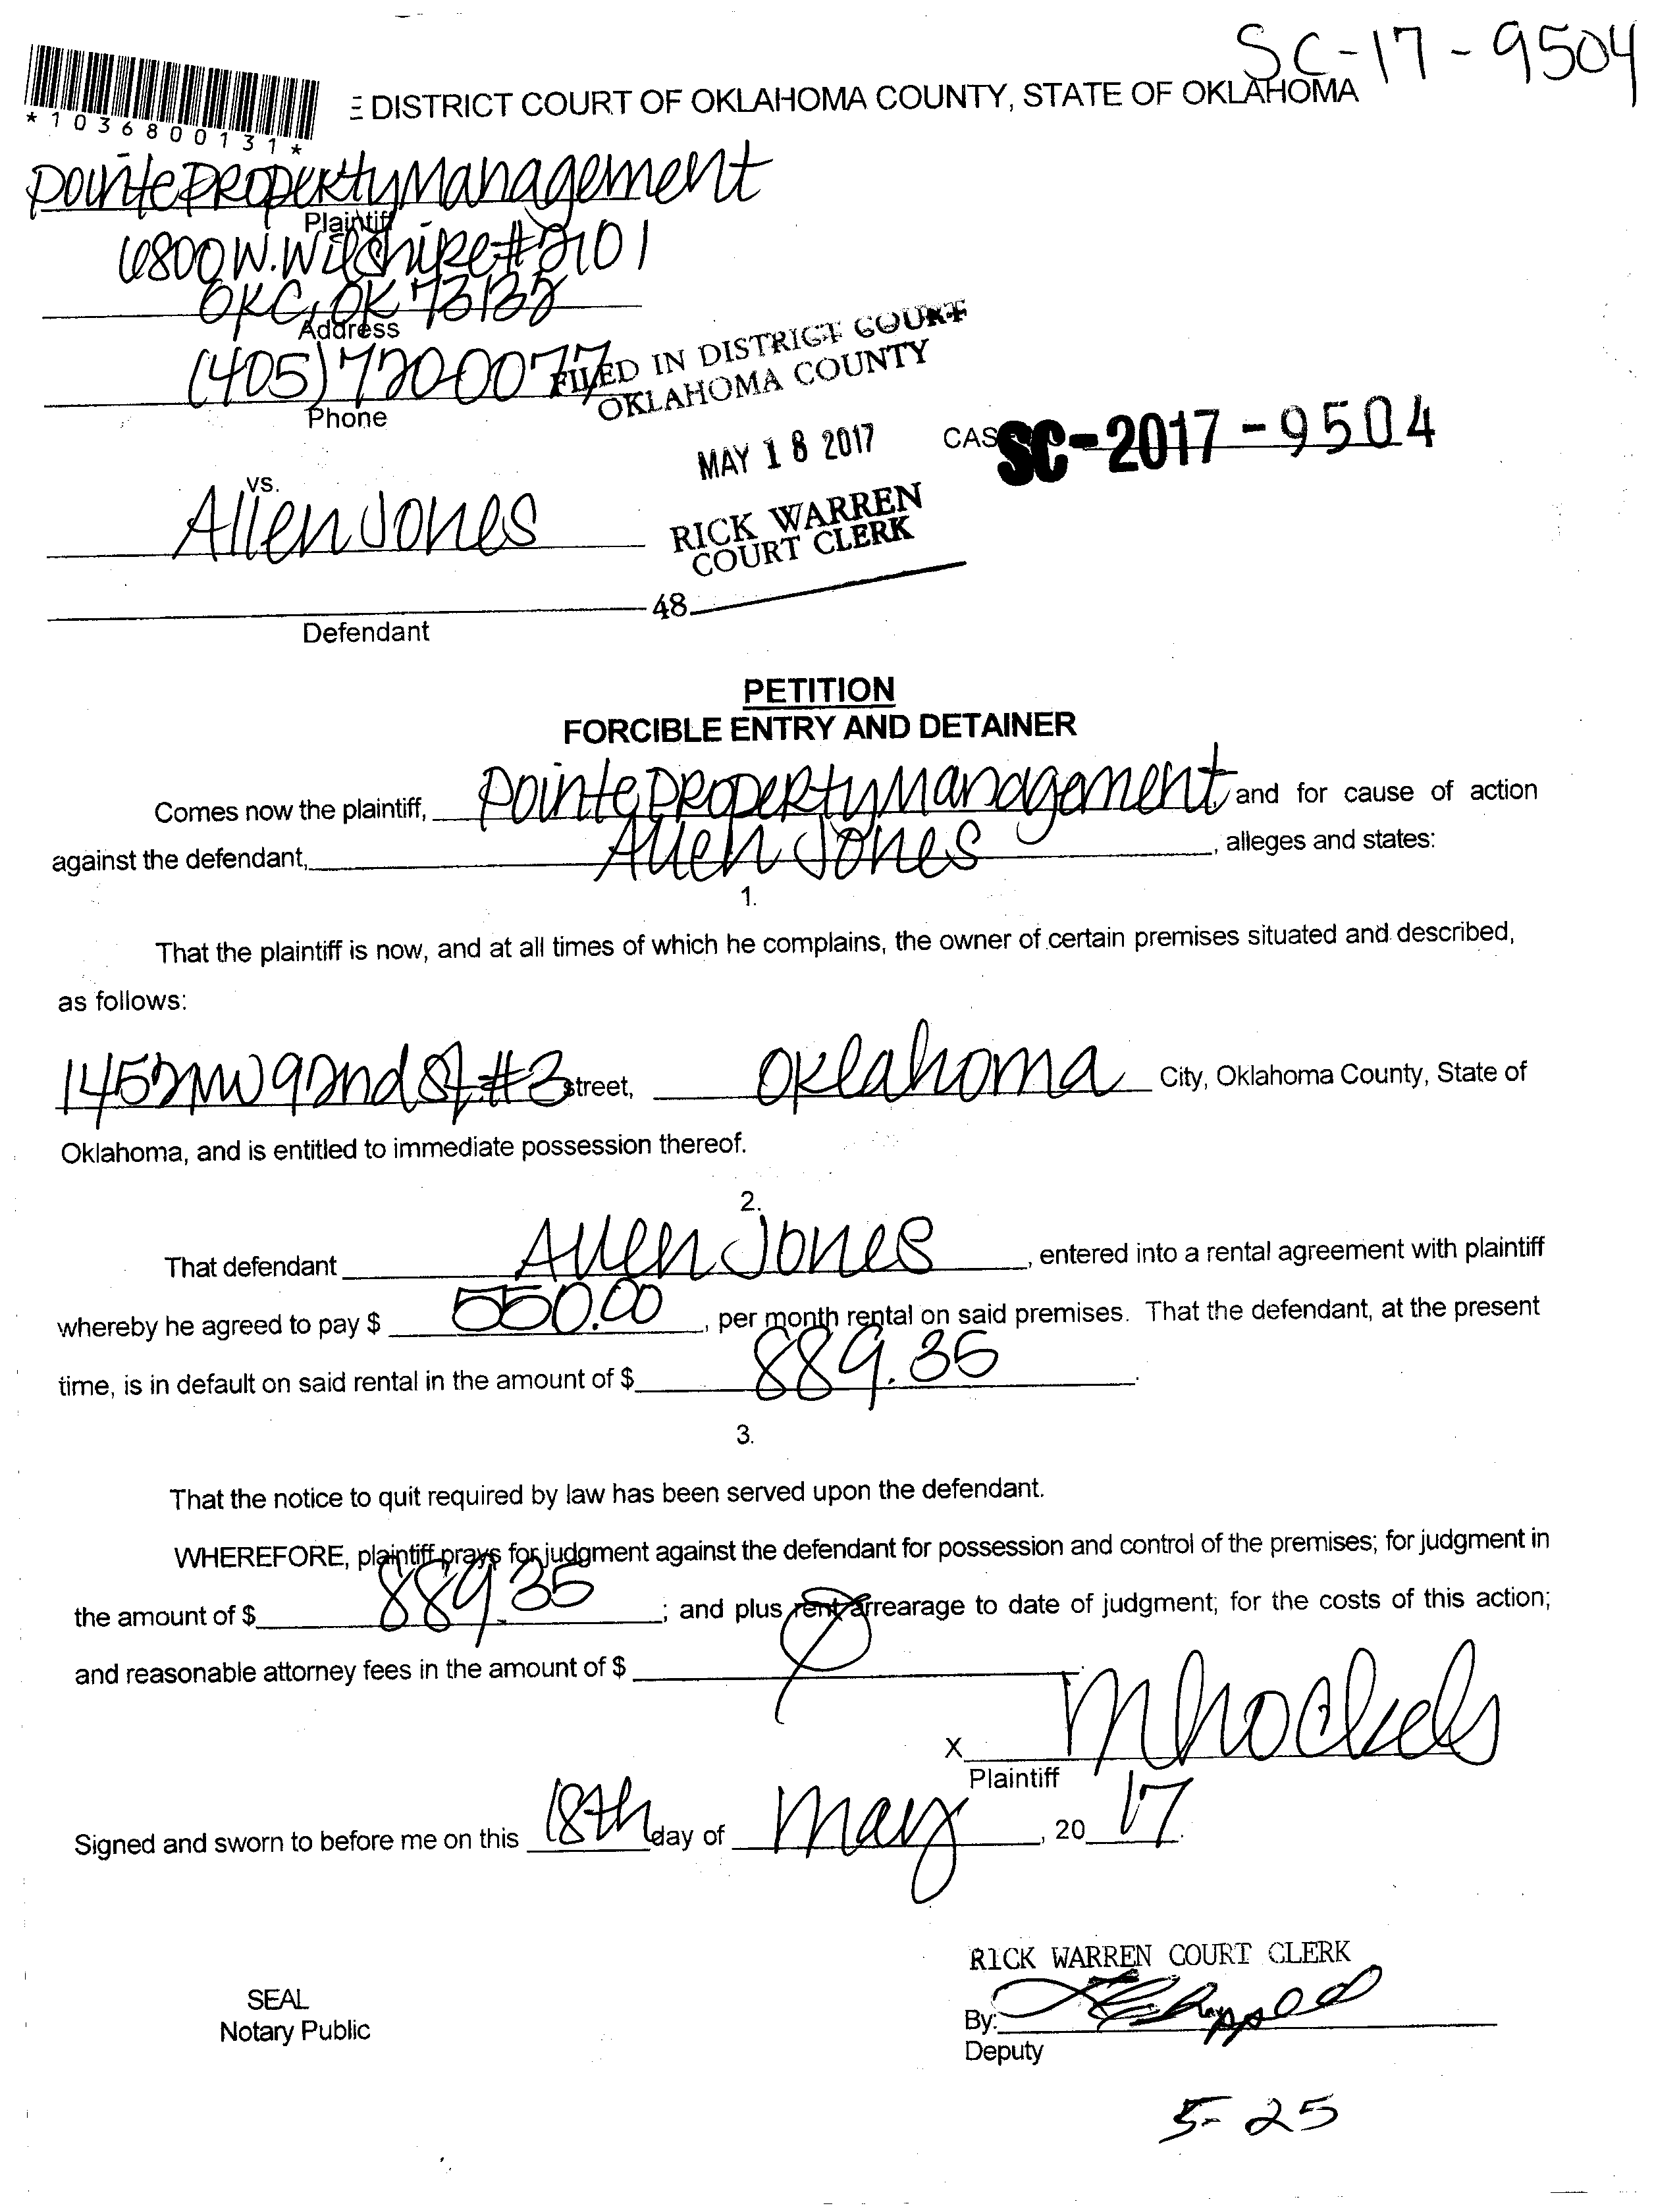 SC-17-9504
E DISTRICT COURT OF OKLAHOMA COUNTY, STATE OF OKLAHOMA
*1036800131*
Pointe Property Management
Plaintiff
6800 W. Wilshire #2101
OKC, OK 73132
Address
(405) 720-0077
Phone
FILED IN DISTRICT COURT
OKLAHOMA COUNTY
MAY 18 2017
CAS SC-2017-9504
RICK WARREN
COURT CLERK
vs.
Allen Jones
48
Defendant
PETITION
FORCIBLE ENTRY AND DETAINER
Comes now the plaintiff, Pointe Property Management, and for cause of action
against the defendant, Allen Jones, alleges and states:
1.
That the plaintiff is now, and at all times of which he complains, the owner of certain premises situated and described,
as follows:
1452 NW 92nd St #3 street, Oklahoma City, Oklahoma County, State of
Oklahoma, and is entitled to immediate possession thereof.
2.
That defendant Allen Jones, entered into a rental agreement with plaintiff
whereby he agreed to pay $ 550.00, per month rental on said premises. That the defendant, at the present
time, is in default on said rental in the amount of $ 889.35.
3.
That the notice to quit required by law has been served upon the defendant.
WHEREFORE, plaintiff prays for judgment against the defendant for possession and control of the premises; for judgment in
the amount of $ 889.35; and plus rent arrearage to date of judgment; for the costs of this action;
and reasonable attorney fees in the amount of $
X
Plaintiff
Signed and sworn to before me on this 18th day of May, 20 17.
RICK WARREN COURT CLERK
SEAL
Notary Public
By:
Deputy
5-25